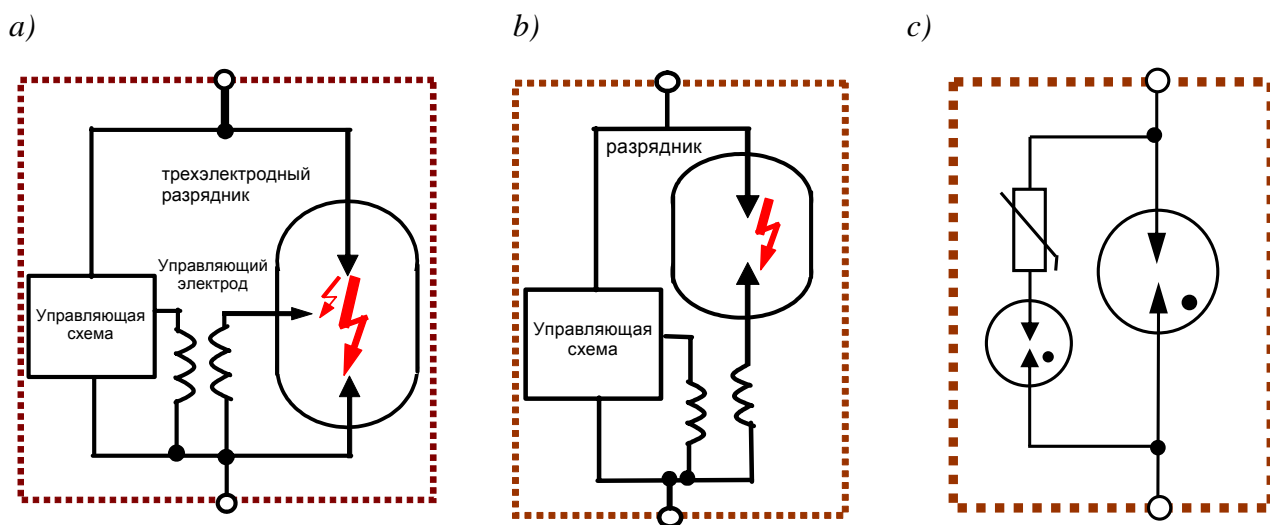 a)
b)
c)
трехэлектродный
разрядник
Управляющий
электрод
Управляющая
схема
разрядник
Управляющая
схема